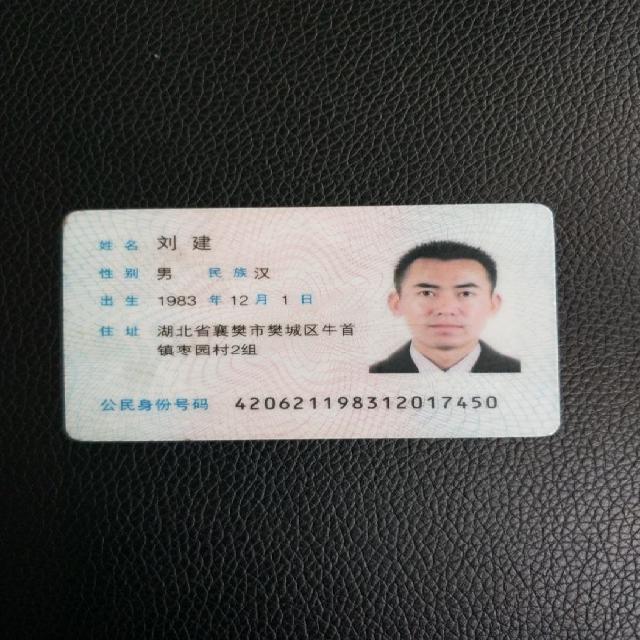 姓名 刘建
性别 男 民族 汉
出生 1983 年 12 月 1 日
住址 湖北省襄樊市樊城区牛首
镇枣园村2组
公民身份号码 420621198312017450